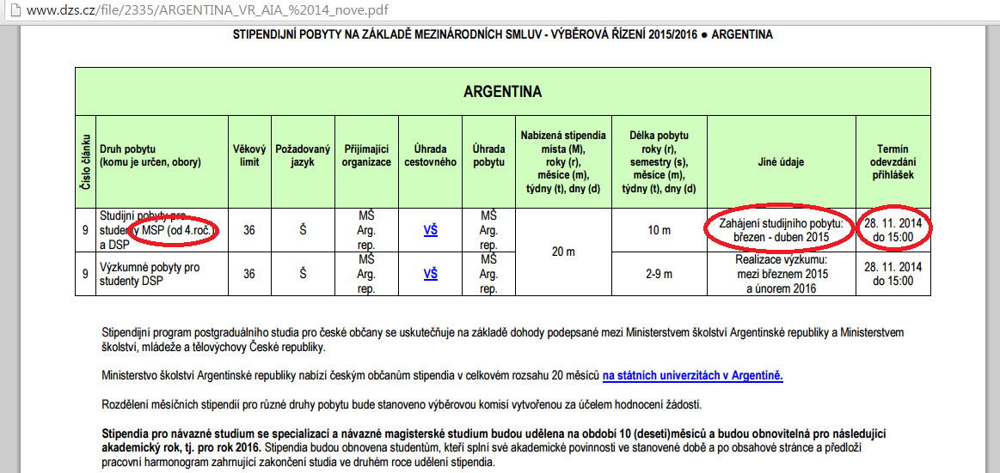 www.dzs.cz/file/2335/ARGENTINA_VR_AIA_%2014_nove.pdf
STIPENDIJNÍ POBYTY NA ZÁKLADĚ MEZINÁRODNÍCH SMLUV - VÝBĚROVÁ ŘÍZENÍ 2015/2016 ● ARGENTINA
ARGENTINA
Číslo článku
Druh pobytu
(komu je určen, obory)
Věkový
limit
Požadovaný
jazyk
Přijímající
organizace
Úhrada
cestovného
Úhrada
pobytu
Nabízená stipendia
místa (M),
roky (r),
měsíce (m),
týdny (t), dny (d)
Délka pobytu
roky (r),
semestry (s),
měsíce (m),
týdny (t), dny (d)
Jiné údaje
Termín
odevzdání
přihlášek
9
Studijní pobyty pro
studenty MSP (od 4.roč.)
a DSP
36
Š
MŠ
Arg.
rep.
VŠ
MŠ
Arg.
rep.
20 m
10 m
Zahájení studijního pobytu:
březen - duben 2015
28. 11. 2014
do 15:00
9
Výzkumné pobyty pro
studenty DSP
36
Š
MŠ
Arg.
rep.
VŠ
MŠ
Arg.
rep.
2-9 m
Realizace výzkumu:
mezi březnem 2015
a únorem 2016
28. 11. 2014
do 15:00
Stipendijní program postgraduálního studia pro české občany se uskutečňuje na základě dohody podepsané mezi Ministerstvem školství Argentinské republiky a Ministerstvem
školství, mládeže a tělovýchovy České republiky.
Ministerstvo školství Argentinské republiky nabízí českým občanům stipendia v celkovém rozsahu 20 měsíců na státních univerzitách v Argentině.
Rozdělení měsíčních stipendií pro různé druhy pobytu bude stanoveno výběrovou komisí vytvořenou za účelem hodnocení žádostí.
Stipendia pro návazné studium se specializací a návazné magisterské studium budou udělena na období 10 (deseti)měsíců a budou obnovitelná pro následující
akademický rok, tj. pro rok 2016. Stipendia budou obnovena studentům, kteří splní své akademické povinnosti ve stanovené době a po obsahové stránce a předloží
pracovní harmonogram zahrnující zakončení studia ve druhém roce udělení stipendia.